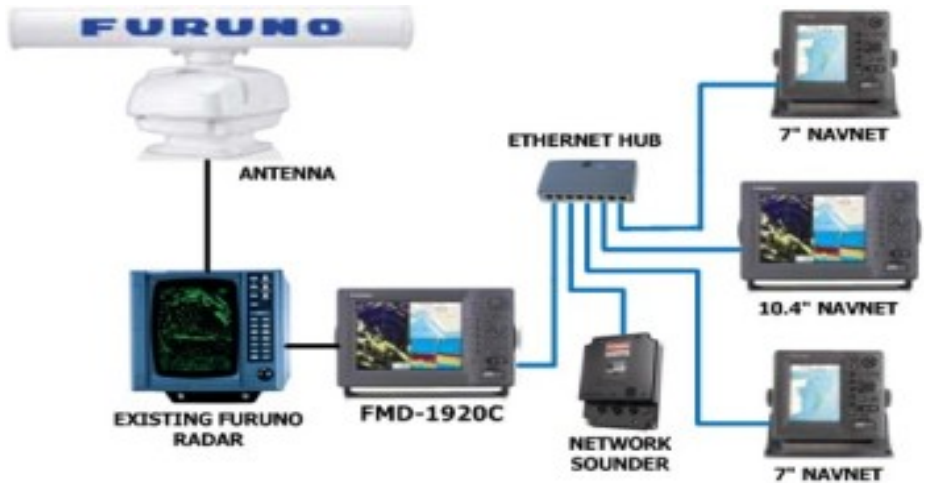 FURUNO
ANTENNA
ETHERNET HUB
7" NAVNET
10.4" NAVNET
EXISTING FURUNO
RADAR
FMD-1920C
NETWORK
SOUNDER
7" NAVNET